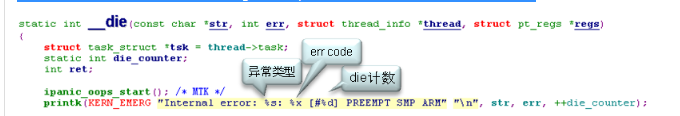 static int __die(const char *str, int err, struct thread_info *thread, struct pt_regs *regs)
{
struct task_struct *tsk = thread->task;
static int die_counter;
int ret;
err code
异常类型
die计数
ipanic_oops_start(); /* MTK */
printk(KERN_EMERG "Internal error: %s: %x [#%d] PREEMPT SMP ARM" "\n", str, err, ++die_counter);